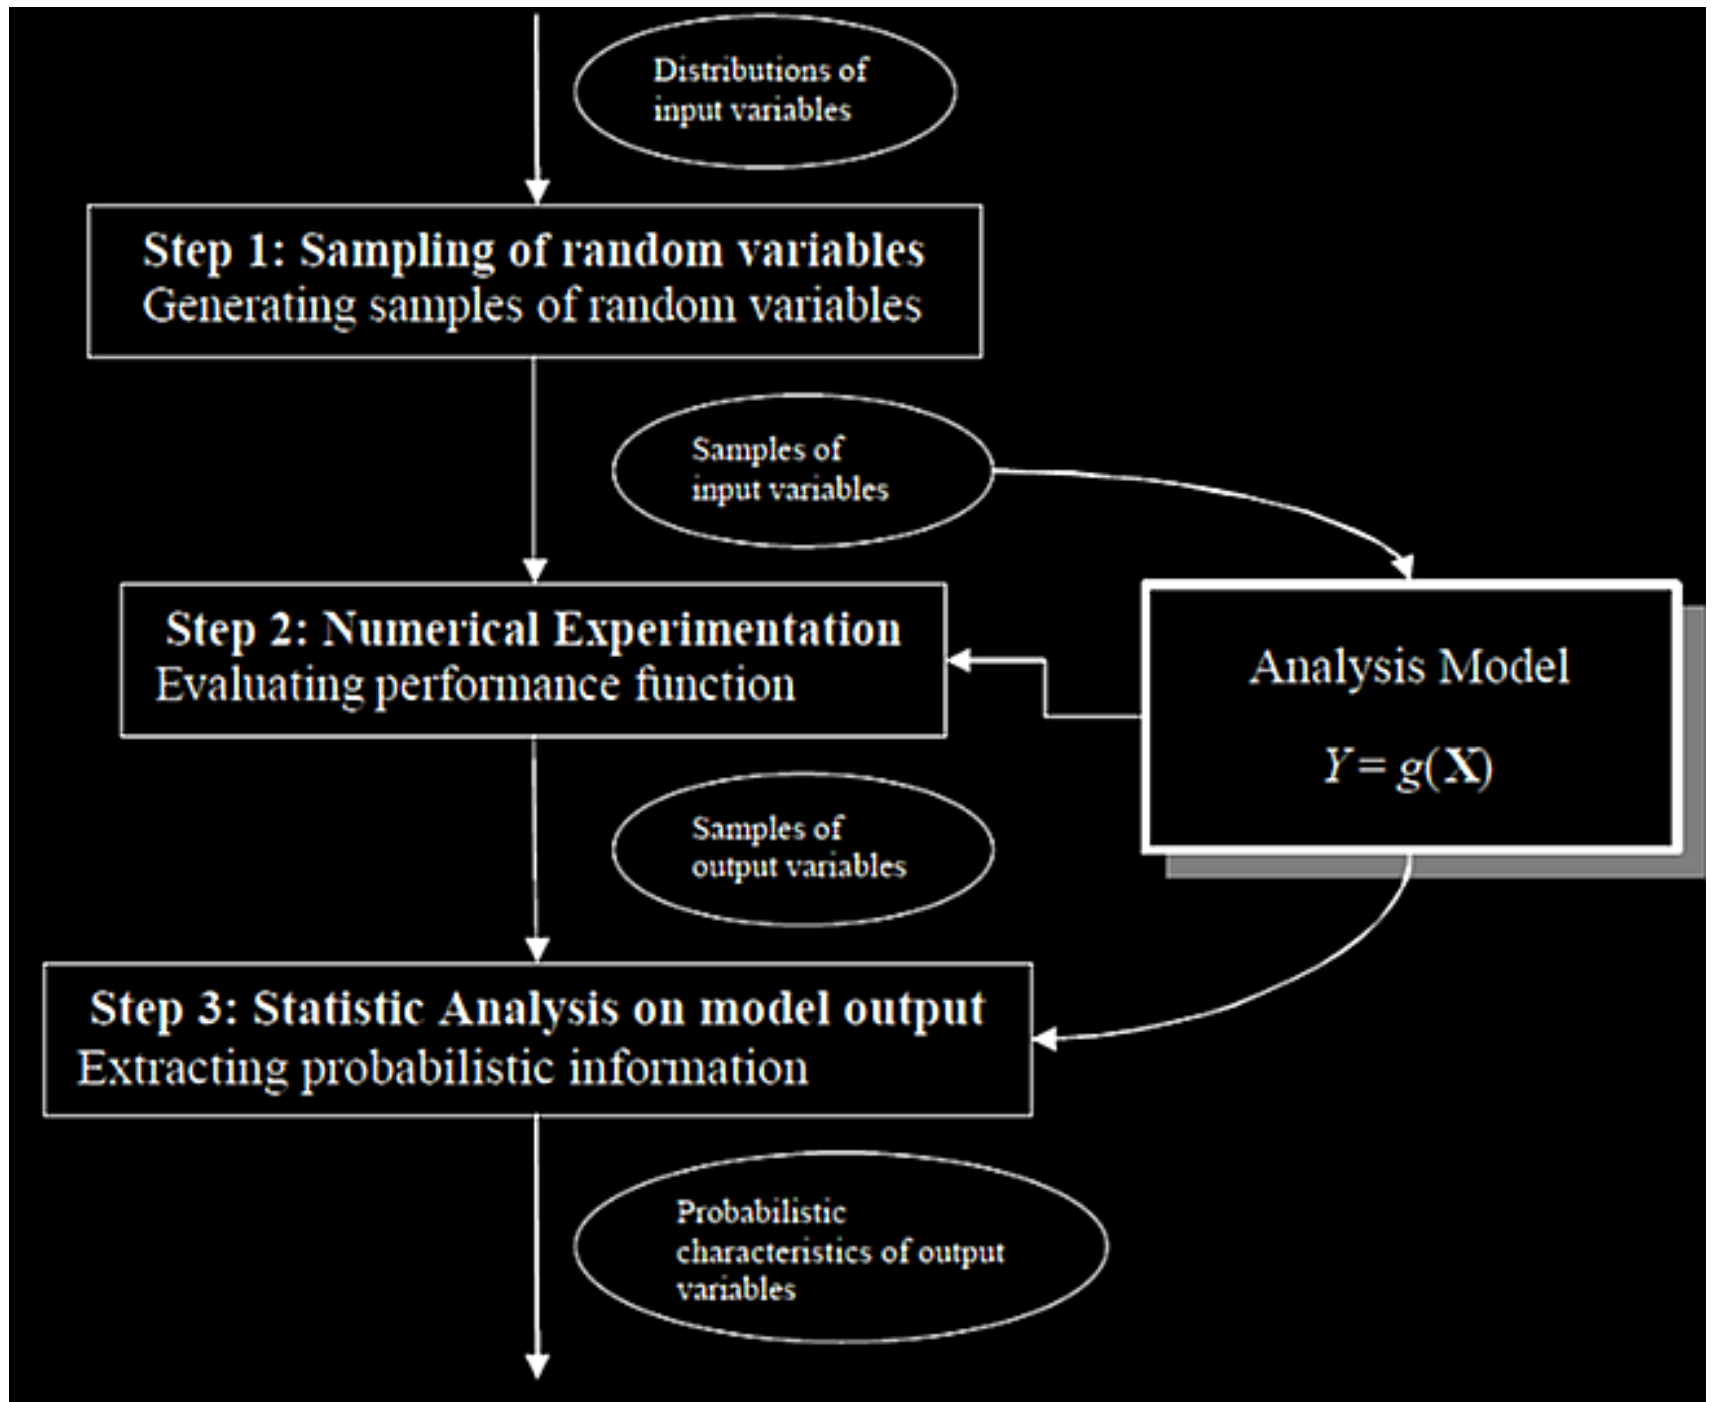 Distributions of
input variables
Step 1: Sampling of random variables
Generating samples of random variables
Samples of
input variables
Step 2: Numerical Experimentation
Evaluating performance function
Analysis Model
Y = g(X)
Samples of
output variables
Step 3: Statistic Analysis on model output
Extracting probabilistic information
Probabilistic
characteristics of output
variables